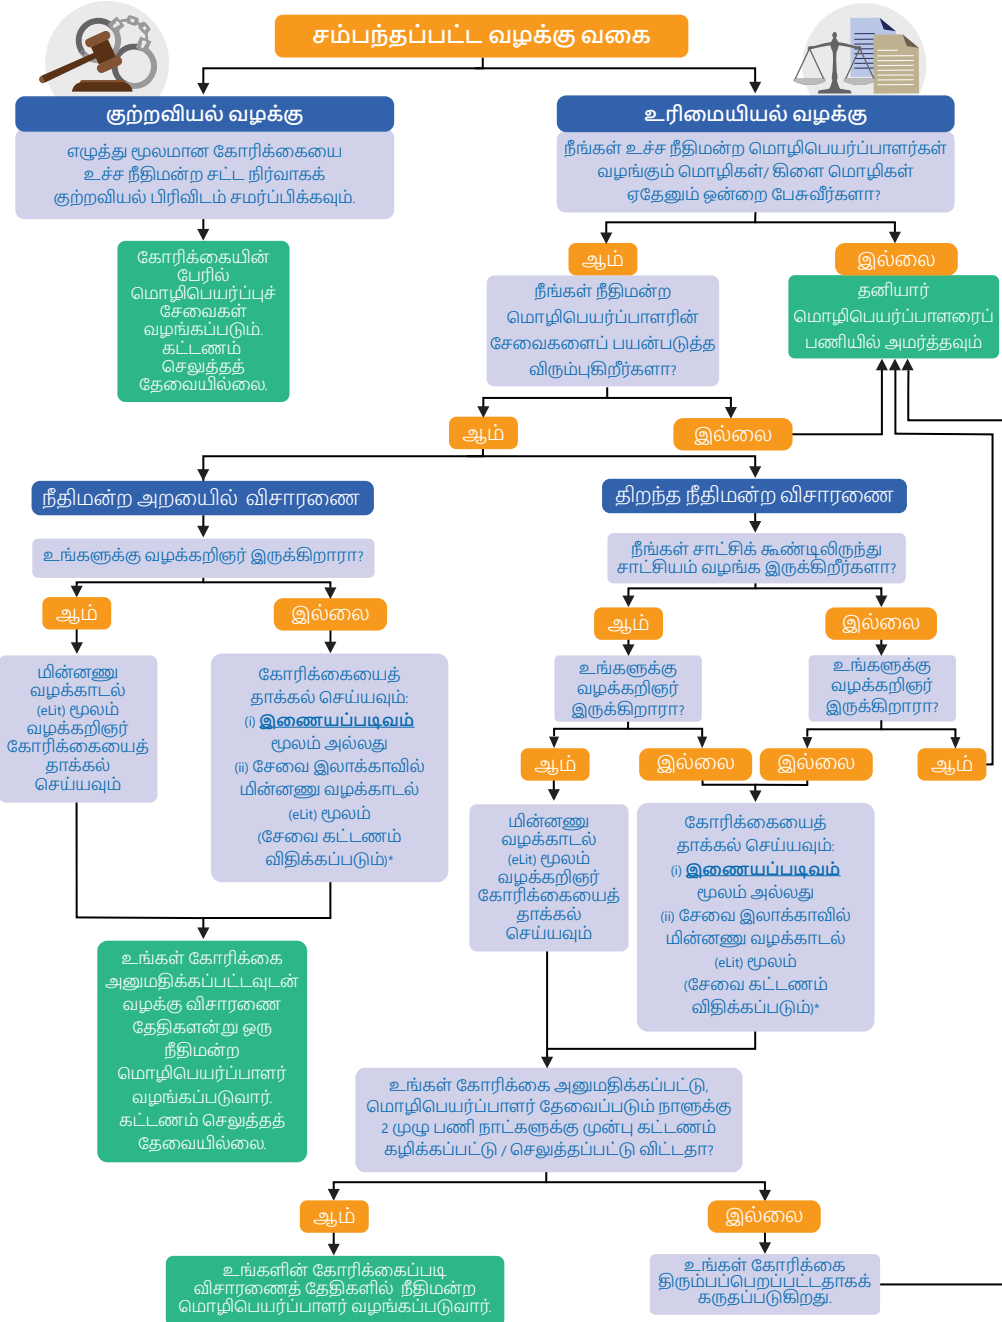 சம்பந்தப்பட்ட வழக்கு வகை
குற்றவியல் வழக்கு
எழுத்து மூலமான கோரிக்கையை
உச்ச நீதிமன்ற சட்ட நிர்வாகக்
குற்றவியல் பிரிவிடம் சமர்ப்பிக்கவும்.
கோரிக்கையின்
பேரில்
மொழிபெயர்ப்புச்
சேவைகள்
வழங்கப்படும்.
கட்டணம்
செலுத்தத்
தேவையில்லை.
உரிமையியல் வழக்கு
நீங்கள் உச்ச நீதிமன்ற மொழிபெயர்ப்பாளர்கள்
வழங்கும் மொழிகள்/ கிளை மொழிகள்
ஏதேனும் ஒன்றை பேசுவீர்களா?
ஆம்
இல்லை
நீங்கள் நீதிமன்ற
மொழிபெயர்ப்பாளரின்
சேவைகளைப் பயன்படுத்த
விரும்புகிறீர்களா?
தனியார்
மொழிபெயர்ப்பாளரைப்
பணியில் அமர்த்தவும்
ஆம்
இல்லை
நீதிமன்ற அறையில் விசாரணை
உங்களுக்கு வழக்கறிஞர் இருக்கிறாரா?
ஆம்
இல்லை
மின்னணு
வழக்காடல்
(eLit) மூலம்
வழக்கறிஞர்
கோரிக்கையைத்
தாக்கல்
செய்யவும்
கோரிக்கையைத்
தாக்கல் செய்யவும்:
(i) இணையப்படிவம்
மூலம் அல்லது
(ii) சேவை இலாக்காவில்
மின்னணு வழக்காடல்
(eLit) மூலம்
(சேவை கட்டணம்
விதிக்கப்படும்)*
உங்கள் கோரிக்கை
அனுமதிக்கப்பட்டவுடன்
வழக்கு விசாரணை
தேதிகளன்று ஒரு
நீதிமன்ற
மொழிபெயர்ப்பாளர்
வழங்கப்படுவார்.
கட்டணம் செலுத்தத்
தேவையில்லை.
திறந்த நீதிமன்ற விசாரணை
நீங்கள் சாட்சிக் கூண்டிலிருந்து
சாட்சியம் வழங்க இருக்கிறீர்களா?
ஆம்
இல்லை
உங்களுக்கு
வழக்கறிஞர்
இருக்கிறாரா?
உங்களுக்கு
வழக்கறிஞர்
இருக்கிறாரா?
ஆம்
இல்லை
இல்லை
ஆம்
மின்னணு
வழக்காடல்
(eLit) மூலம்
வழக்கறிஞர்
கோரிக்கையைத்
தாக்கல்
செய்யவும்
கோரிக்கையைத்
தாக்கல் செய்யவும்:
(i) இணையப்படிவம்
மூலம் அல்லது
(ii) சேவை இலாக்காவில்
மின்னணு வழக்காடல்
(eLit) மூலம்
(சேவை கட்டணம்
விதிக்கப்படும்)*
உங்கள் கோரிக்கை அனுமதிக்கப்பட்டு,
மொழிபெயர்ப்பாளர் தேவைப்படும் நாளுக்கு
2 முழு பணி நாட்களுக்கு முன்பு கட்டணம்
கழிக்கப்பட்டு / செலுத்தப்பட்டு விட்டதா?
ஆம்
இல்லை
உங்களின் கோரிக்கைப்படி
விசாரணைத் தேதிகளில் நீதிமன்ற
மொழிபெயர்ப்பாளர் வழங்கப்படுவார்.
உங்கள் கோரிக்கை
திரும்பப்பெறப்பட்டதாகக்
கருதப்படுகிறது.